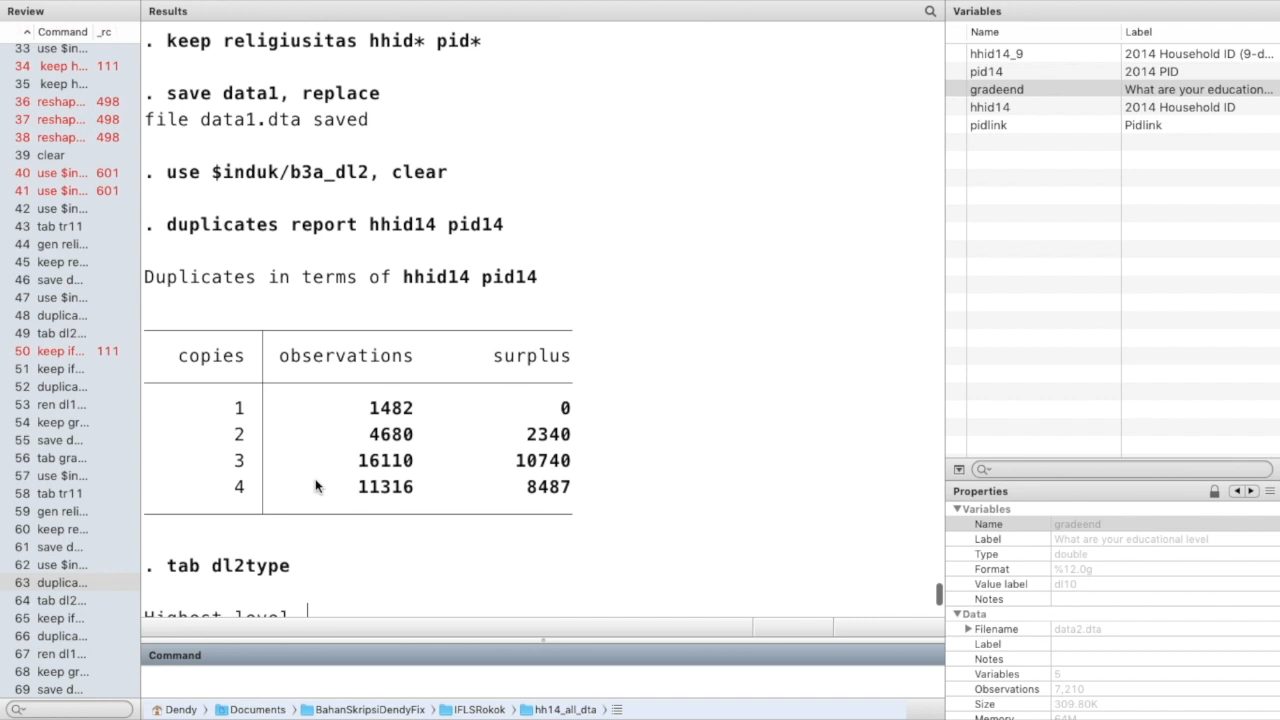 Review
Command _rc
33 use $in...
34 keep h... 111
35 keep h...
36 reshap... 498
37 reshap... 498
38 reshap... 498
39 clear
40 use $in... 601
41 use $in... 601
42 use $in...
43 tab tr11
44 gen reli...
45 keep re...
46 save d...
47 use $in...
48 duplica...
49 tab dl2...
50 keep if... 111
51 keep if...
52 duplica...
53 ren dl1...
54 keep gr...
55 save d...
56 tab gra...
57 use $in...
58 tab tr11
59 gen reli...
60 keep re...
61 save d...
62 use $in...
63 duplica...
64 tab dl2...
65 keep if...
66 duplica...
67 ren dl1...
68 keep gr...
69 save d...
Results
. keep religiusitas hhid* pid*
. save data1, replace
file data1.dta saved
. use $induk/b3a_dl2, clear
. duplicates report hhid14 pid14
Duplicates in terms of hhid14 pid14
copies observations surplus
1 1482 0
2 4680 2340
3 16110 10740
4 11316 8487
. tab dl2type
Highest level
Command
Dendy
Documents
BahanSkripsiDendyFix
IFLSRokok
hh14_all_dta
Variables
Name Label
hhid14_9 2014 Household ID (9-d...
pid14 2014 PID
gradeend What are your education...
hhid14 2014 Household ID
pidlink Pidlink
Properties
Variables
Name gradeend
Label What are your educational level
Type double
Format %12.0g
Value label dl10
Notes
Data
Filename data2.dta
Label
Notes
Variables 5
Observations 7,210
Size 309.80K
Memory 64M